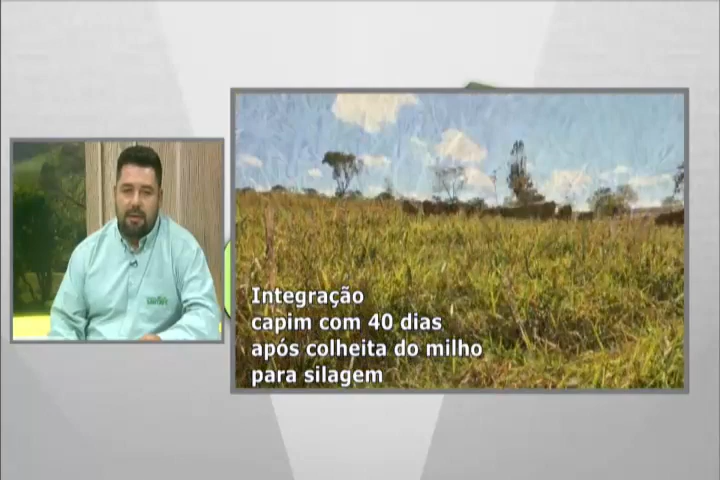 Integração
capim com 40 dias
após colheita do milho
para silagem